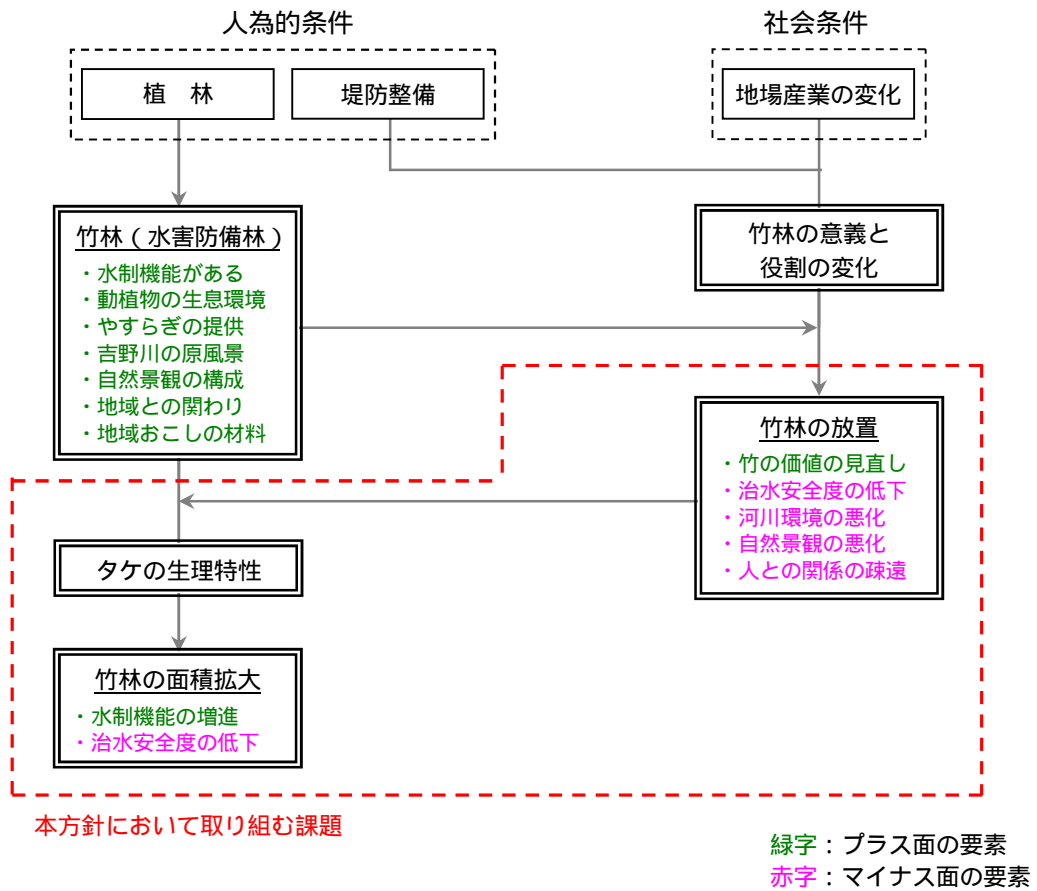 人為的条件
社会条件
植　林
堤防整備
地場産業の変化
竹林（水害防備林）
・水制機能がある
・動植物の生息環境
・やすらぎの提供
・吉野川の原風景
・自然景観の構成
・地域との関わり
・地域おこしの材料
竹林の意義と
役割の変化
竹林の放置
・竹の価値の見直し
・治水安全度の低下
・河川環境の悪化
・自然景観の悪化
・人との関係の疎遠
タケの生理特性
竹林の面積拡大
・水制機能の増進
・治水安全度の低下
本方針において取り組む課題
緑字：プラス面の要素
赤字：マイナス面の要素